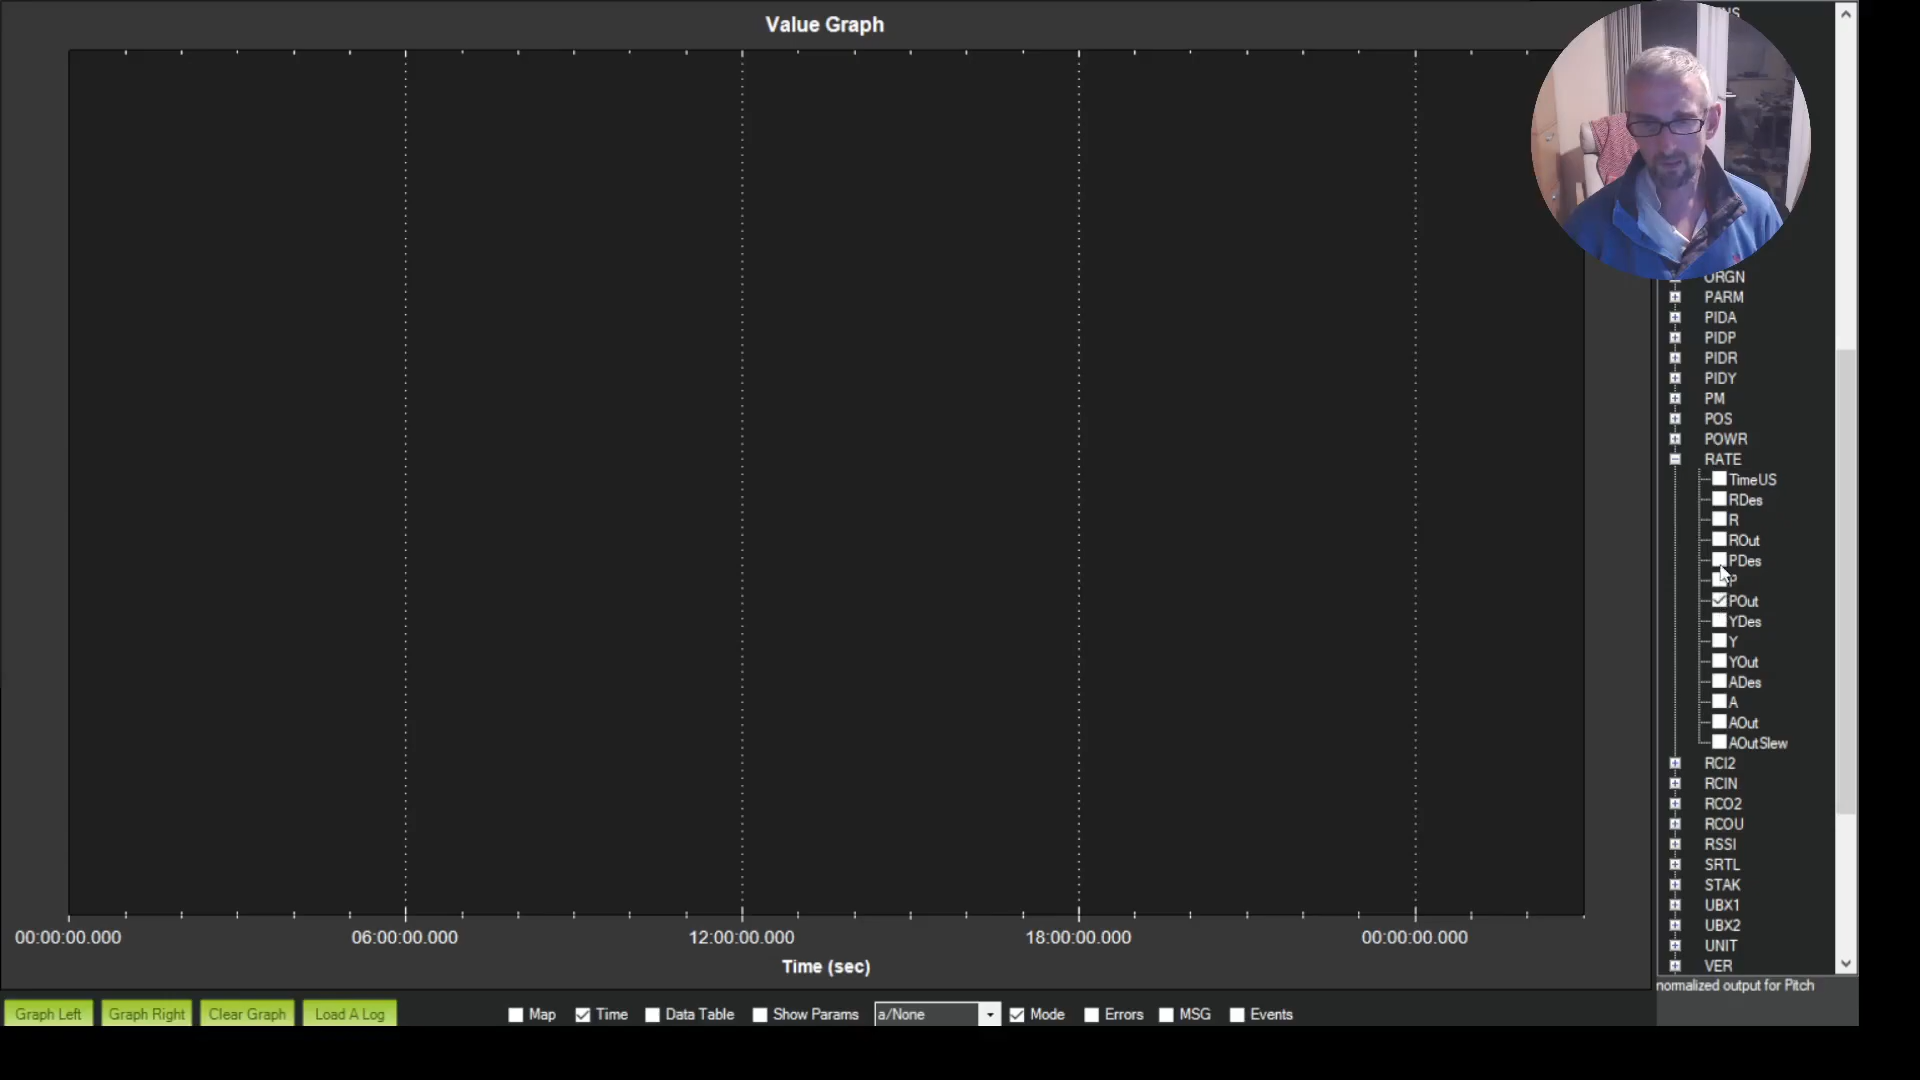 Value Graph
ORGN
PARM
PIDA
PIDP
PIDR
PIDY
PM
POS
POWR
RATE
TimeUS
RDes
R
ROut
PDes
P
POut
YDes
Y
YOut
ADes
A
AOut
AOutSlew
RCI2
RCIN
RCO2
RCOU
RSSI
SRTL
STAK
UBX1
UBX2
UNIT
VER
normalized output for Pitch
00:00:00.000 06:00:00.000 12:00:00.000 18:00:00.000 00:00:00.000
Time (sec)
Graph Left Graph Right Clear Graph Load A Log Map Time Data Table Show Params a/None Mode Errors MSG Events